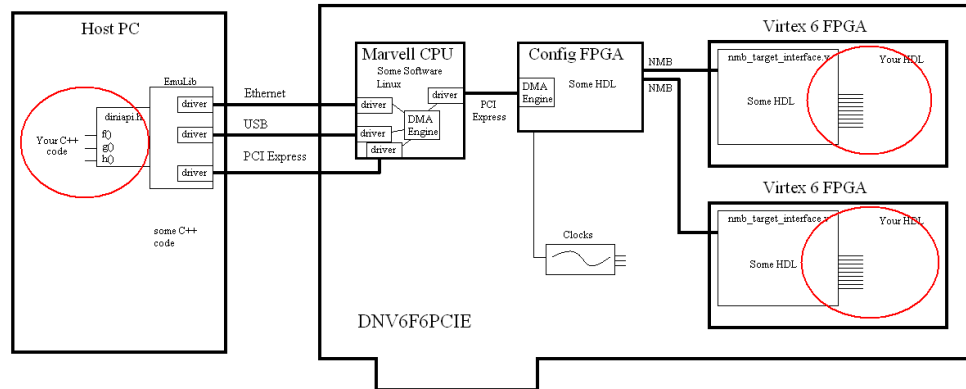 Host PC
EmuLib
driver
driver
driver
diniapi.h
f()
g()
h()
Your C++
code
some C++
code
Ethernet
USB
PCI Express
Marvell CPU
Some Software
Linux
driver
driver
driver
driver
DMA
Engine
PCI
Express
Config FPGA
DMA
Engine
Some HDL
Clocks
DNV6F6PCIE
NMB
NMB
Virtex 6 FPGA
nmb_target_interface.v
Your HDL
Some HDL
Virtex 6 FPGA
nmb_target_interface.v
Your HDL
Some HDL